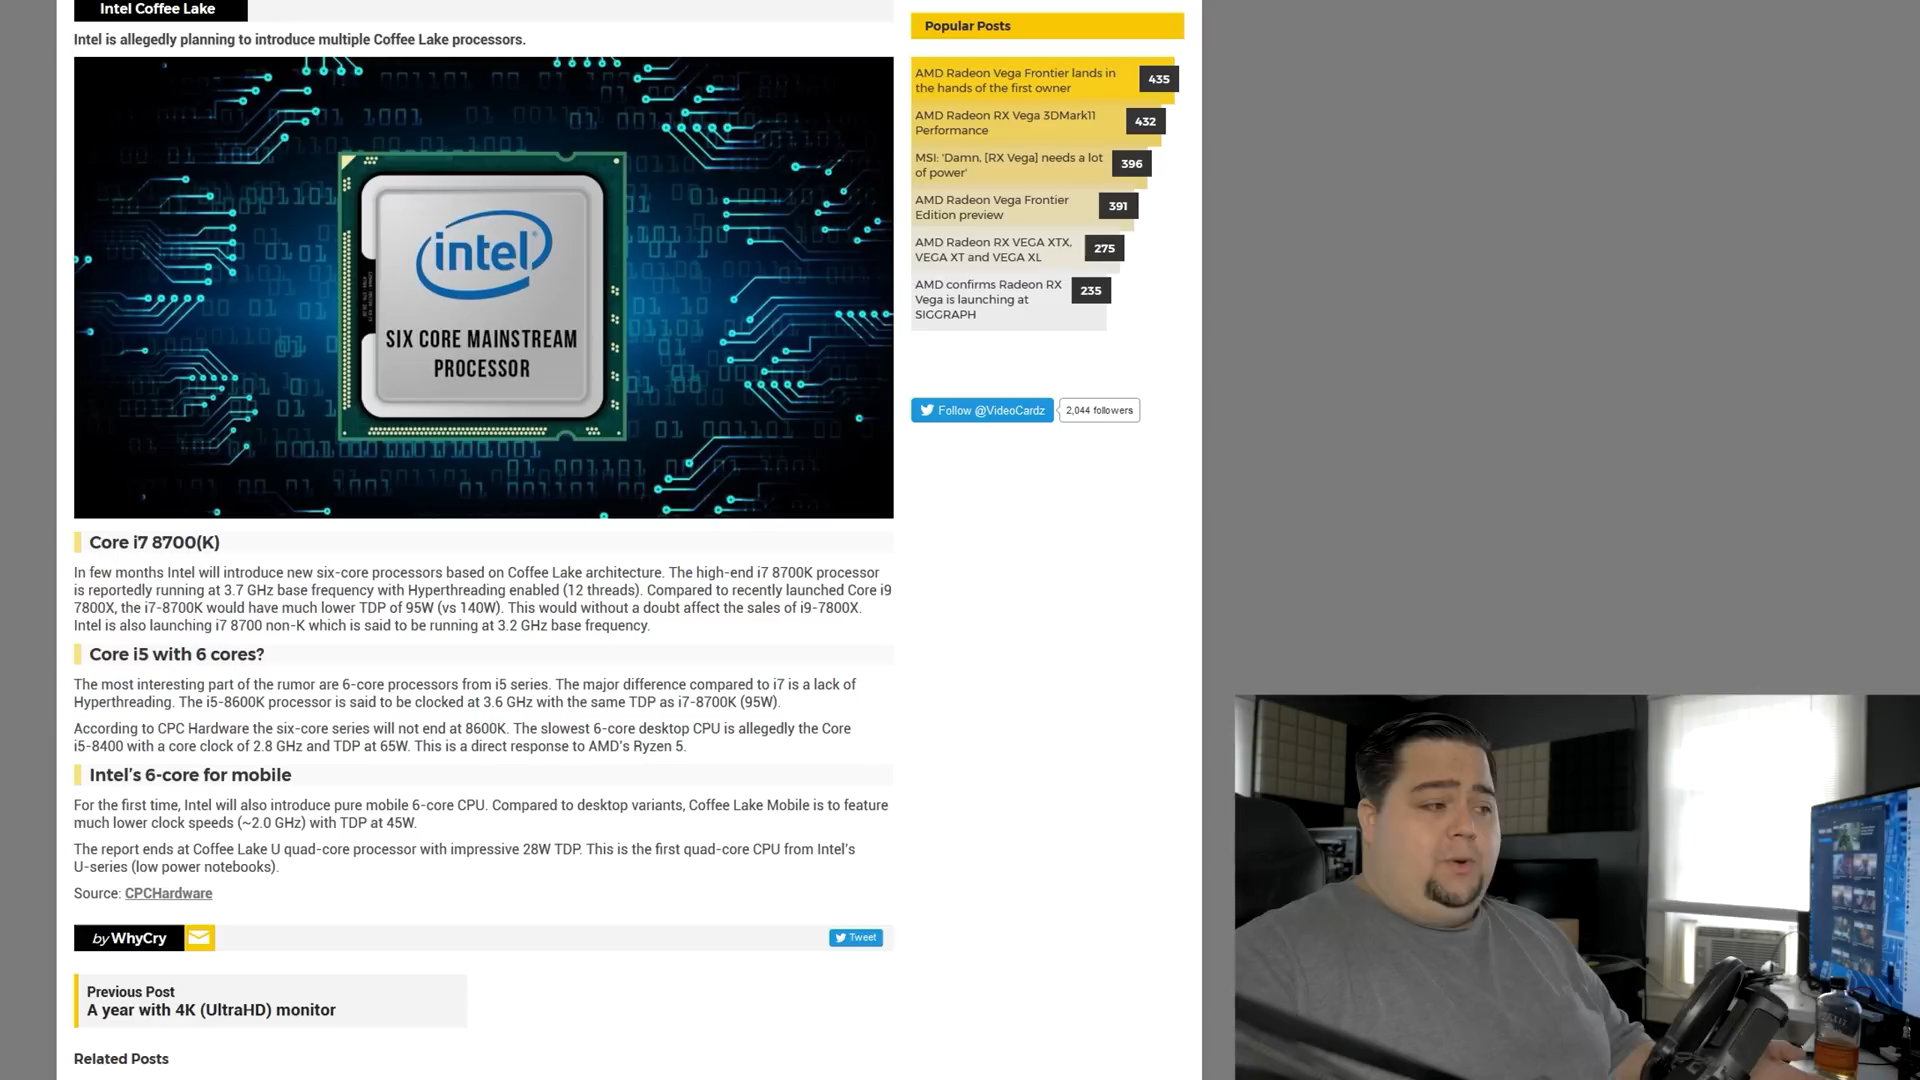 Intel Coffee Lake
Intel is allegedly planning to introduce multiple Coffee Lake processors.
intel
SIX CORE MAINSTREAM
PROCESSOR
Core i7 8700(K)
In few months Intel will introduce new six-core processors based on Coffee Lake architecture. The high-end i7 8700K processor
is reportedly running at 3.7 GHz base frequency with Hyperthreading enabled (12 threads). Compared to recently launched Core i9
7800X, the i7-8700K would have much lower TDP of 95W (vs 140W). This would without a doubt affect the sales of i9-7800X.
Intel is also launching i7 8700 non-K which is said to be running at 3.2 GHz base frequency.
Core i5 with 6 cores?
The most interesting part of the rumor are 6-core processors from i5 series. The major difference compared to i7 is a lack of
Hyperthreading. The i5-8600K processor is said to be clocked at 3.6 GHz with the same TDP as i7-8700K (95W).
According to CPC Hardware the six-core series will not end at 8600K. The slowest 6-core desktop CPU is allegedly the Core
i5-8400 with a core clock of 2.8 GHz and TDP at 65W. This is a direct response to AMD's Ryzen 5.
Intel's 6-core for mobile
For the first time, Intel will also introduce pure mobile 6-core CPU. Compared to desktop variants, Coffee Lake Mobile is to feature
much lower clock speeds (~2.0 GHz) with TDP at 45W.
The report ends at Coffee Lake U quad-core processor with impressive 28W TDP. This is the first quad-core CPU from Intel's
U-series (low power notebooks).
Source: CPCHardware
by WhyCry
Tweet
Previous Post
A year with 4K (UltraHD) monitor
Related Posts
Popular Posts
AMD Radeon Vega Frontier lands in
the hands of the first owner
435
AMD Radeon RX Vega 3DMark11
Performance
432
MSI: 'Damn, [RX Vega] needs a lot
of power'
396
AMD Radeon Vega Frontier
Edition preview
391
AMD Radeon RX VEGA XTX,
VEGA XT and VEGA XL
275
AMD confirms Radeon RX
Vega is launching at
SIGGRAPH
235
Follow @VideoCardz
2,044 followers